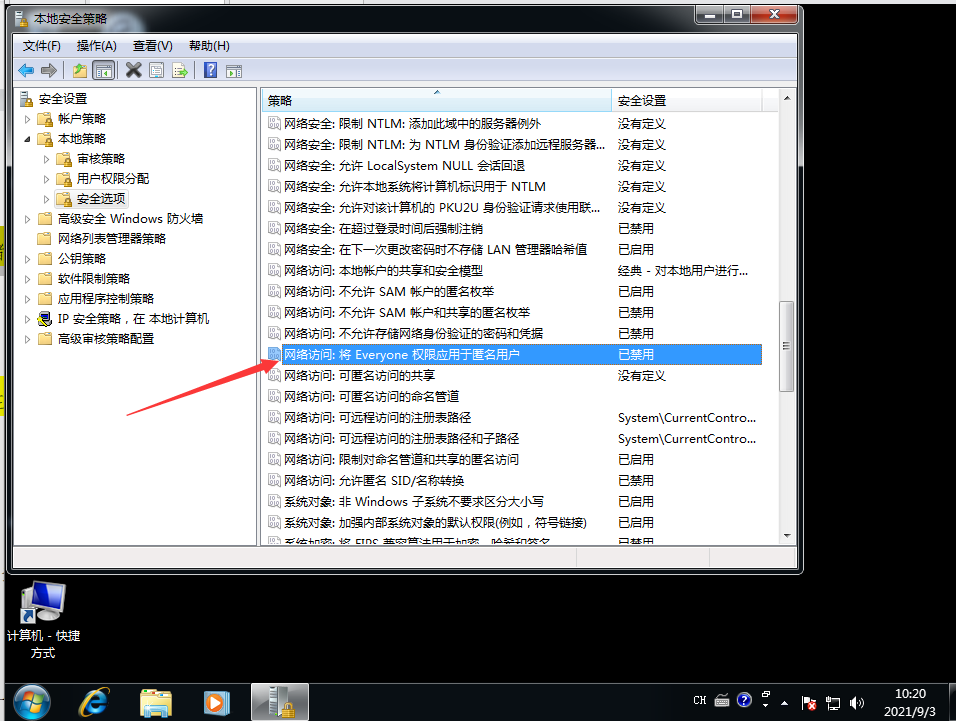 本地安全策略
文件(F) 操作(A) 查看(V) 帮助(H)
安全设置
帐户策略
本地策略
审核策略
用户权限分配
安全选项
高级安全 Windows 防火墙
网络列表管理器策略
公钥策略
软件限制策略
应用程序控制策略
IP 安全策略，在 本地计算机
高级审核策略配置
策略 安全设置
网络安全: 限制 NTLM: 添加此域中的服务器例外 没有定义
网络安全: 限制 NTLM: 为 NTLM 身份验证添加远程服务器... 没有定义
网络安全: 允许 LocalSystem NULL 会话回退 没有定义
网络安全: 允许本地系统将计算机标识用于 NTLM 没有定义
网络安全: 允许对该计算机的 PKU2U 身份验证请求使用联... 没有定义
网络安全: 在超过登录时间后强制注销 已禁用
网络安全: 在下一次更改密码时不存储 LAN 管理器哈希值 已启用
网络访问: 本地帐户的共享和安全模型 经典 - 对本地用户进行...
网络访问: 不允许 SAM 帐户的匿名枚举 已启用
网络访问: 不允许 SAM 帐户和共享的匿名枚举 已禁用
网络访问: 不允许存储网络身份验证的密码和凭据 已禁用
网络访问: 将 Everyone 权限应用于匿名用户 已禁用
网络访问: 可匿名访问的共享 没有定义
网络访问: 可匿名访问的命名管道
网络访问: 可远程访问的注册表路径 System\CurrentContro...
网络访问: 可远程访问的注册表路径和子路径 System\CurrentContro...
网络访问: 限制对命名管道和共享的匿名访问 已启用
网络访问: 允许匿名 SID/名称转换 已禁用
系统对象: 非 Windows 子系统不要求区分大小写 已启用
系统对象: 加强内部系统对象的默认权限(例如，符号链接) 已启用
系统加密: 将 FIPS 兼容算法用于加密、哈希和签名 已禁用
计算机 - 快捷
方式
CH
10:20
2021/9/3